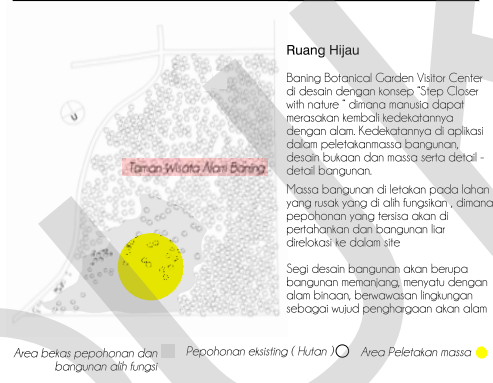 Ruang Hijau
Baning Botanical Garden Visitor Center
di desain dengan konsep "Step Closer
with nature " dimana manusia dapat
merasakan kembali kedekatannya
dengan alam. Kedekatannya di aplikasi
dalam peletakanmassa bangunan,
desain bukaan dan massa serta detail -
detail bangunan.
Massa bangunan di letakan pada lahan
yang rusak yang di alih fungsikan , dimana
pepohonan yang tersisa akan di
pertahankan dan bangunan liar
direlokasi ke dalam site
Segi desain bangunan akan berupa
bangunan memanjang, menyatu dengan
alam binaan, berwawasan lingkungan
sebagai wujud penghargaan akan alam
Taman Wisata Alam Baning
Area bekas pepohonan dan
bangunan alih fungsi
Pepohonan eksisting ( Hutan )
Area Peletakan massa